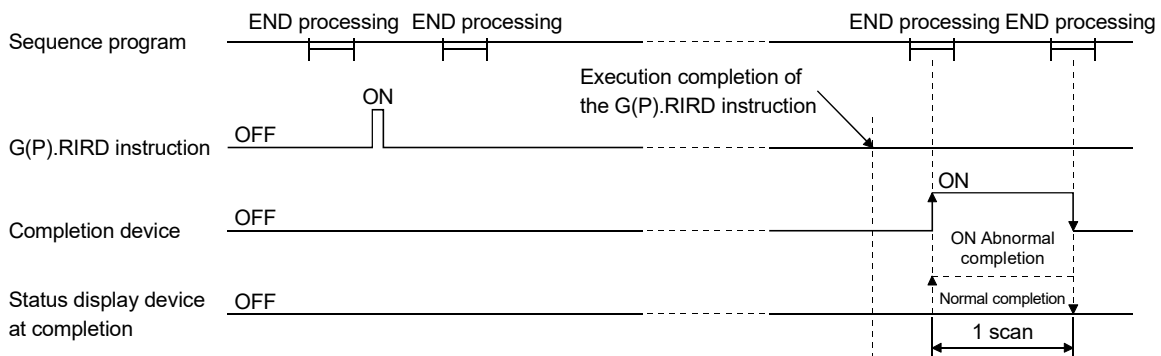 END processing END processing END processing END processing
Sequence program
Execution completion of
the G(P).RIRD instruction
ON
OFF
G(P).RIRD instruction
ON
OFF
Completion device
ON Abnormal
completion
Status display device
at completion
OFF
Normal completion
1 scan